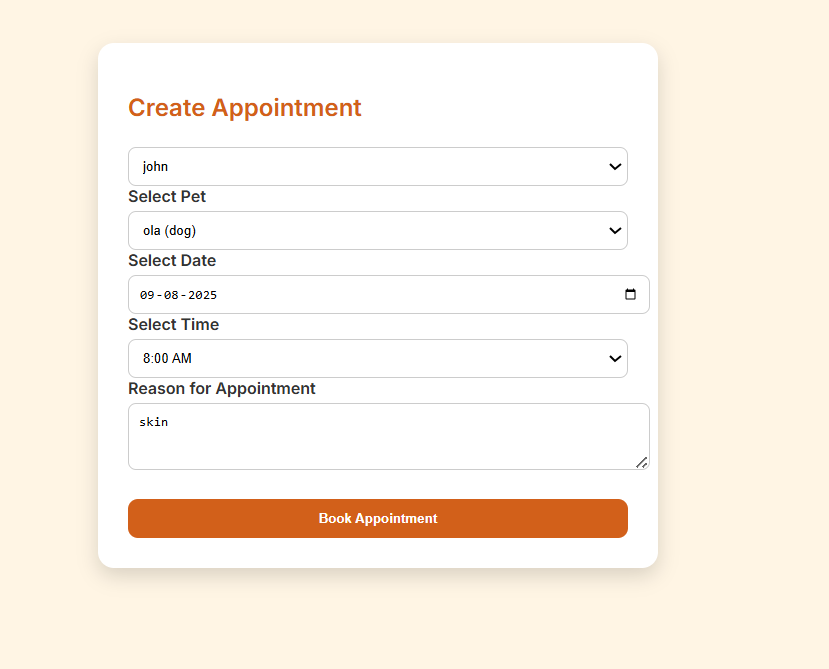 Create Appointment
john
Select Pet
ola (dog)
Select Date
09-08-2025
Select Time
8:00 AM
Reason for Appointment
skin
Book Appointment